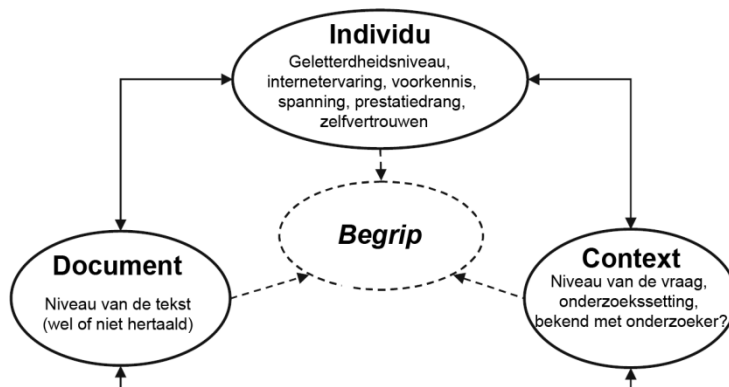 Individu
Geletterdheidsniveau,
internetervaring, voorkennis,
spanning, prestatiedrang,
zelfvertrouwen
Begrip
Document
Niveau van de tekst
(wel of niet hertaald)
Context
Niveau van de vraag,
onderzoekssetting,
bekend met onderzoeker?